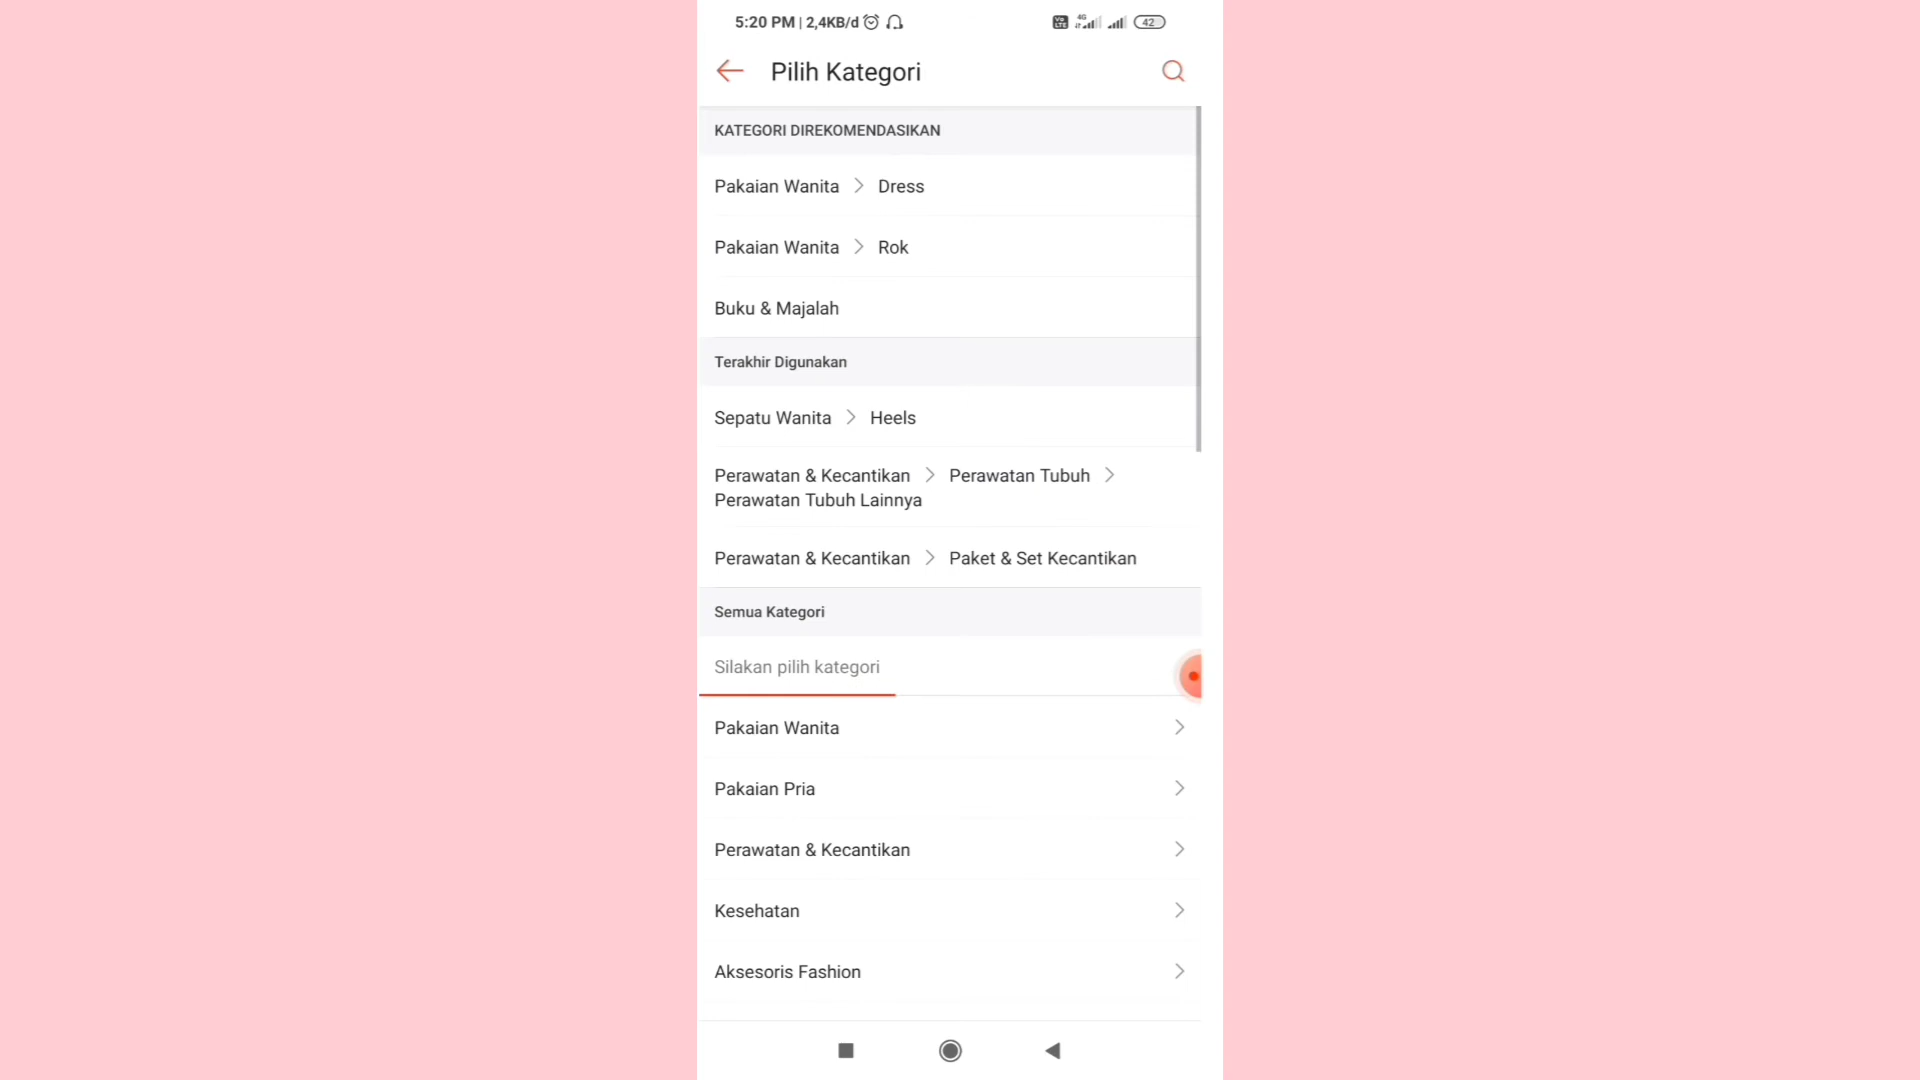 5:20 PM | 2,4KB/d 4G 42
Pilih Kategori
KATEGORI DIREKOMENDASIKAN
Pakaian Wanita > Dress
Pakaian Wanita > Rok
Buku & Majalah
Terakhir Digunakan
Sepatu Wanita > Heels
Perawatan & Kecantikan > Perawatan Tubuh >
Perawatan Tubuh Lainnya
Perawatan & Kecantikan > Paket & Set Kecantikan
Semua Kategori
Silakan pilih kategori
Pakaian Wanita
Pakaian Pria
Perawatan & Kecantikan
Kesehatan
Aksesoris Fashion